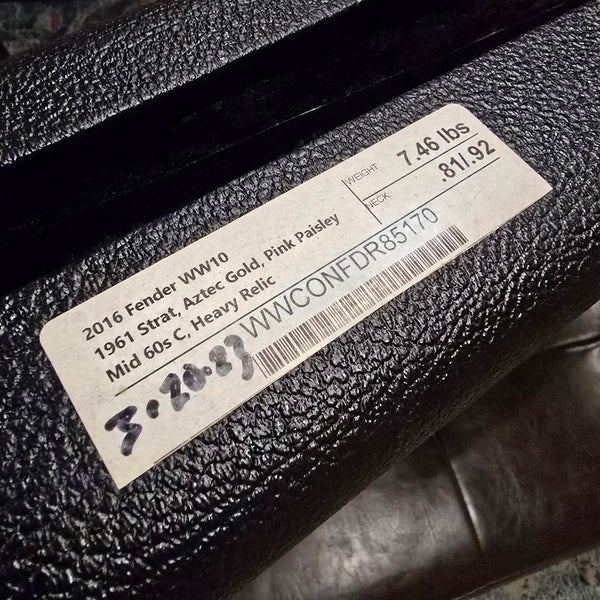 2016 Fender WW10
1961 Strat, Aztec Gold, Pink Paisley
Mid 60s C, Heavy Relic
WEIGHT 7.46 lbs
NECK .81/.92
WWCONFDR85170
3.20.23